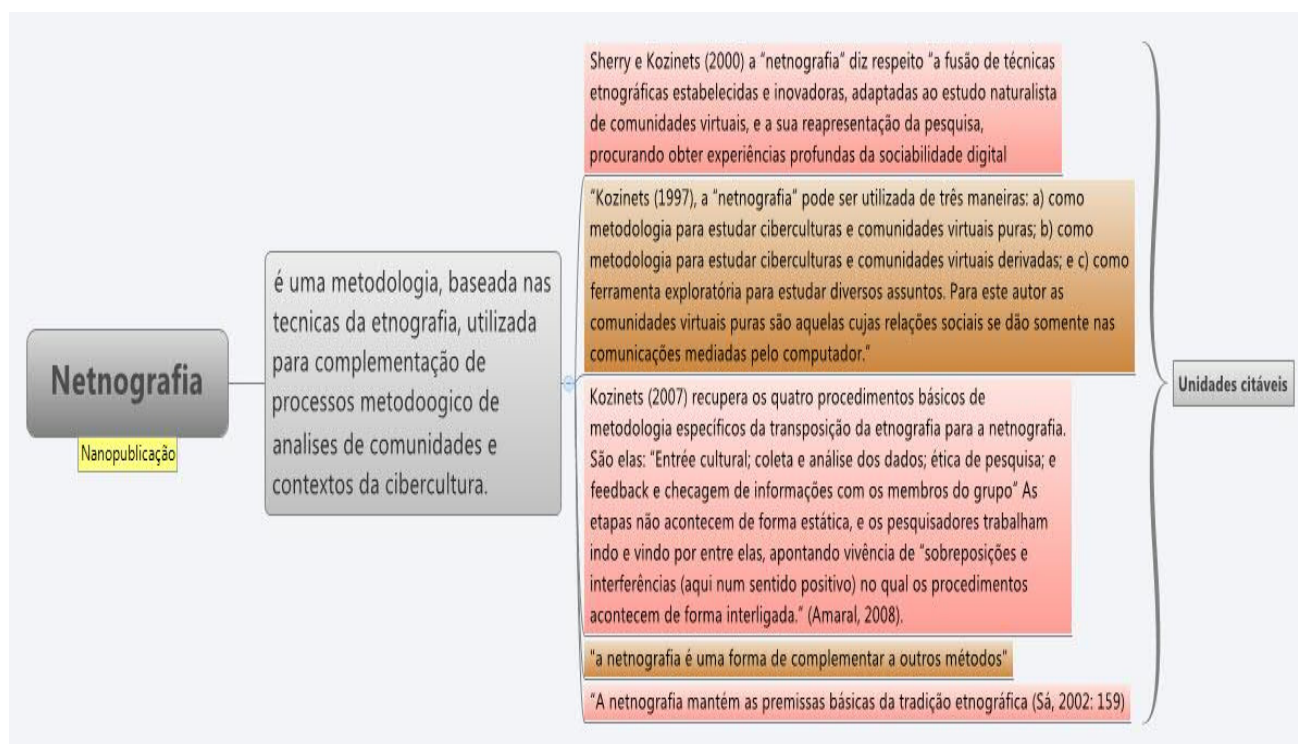 Netnografia
Nanopublicação
é uma metodologia, baseada nas
tecnicas da etnografia, utilizada
para complementação de
processos metodoogico de
analises de comunidades e
contextos da cibercultura.
Sherry e Kozinets (2000) a “netnografia” diz respeito “a fusão de técnicas
etnográficas estabelecidas e inovadoras, adaptadas ao estudo naturalista
de comunidades virtuais, e a sua reapresentação da pesquisa,
procurando obter experiências profundas da sociabilidade digital
“Kozinets (1997), a “netnografia” pode ser utilizada de três maneiras: a) como
metodologia para estudar ciberculturas e comunidades virtuais puras; b) como
metodologia para estudar ciberculturas e comunidades virtuais derivadas; e c) como
ferramenta exploratória para estudar diversos assuntos. Para este autor as
comunidades virtuais puras são aquelas cujas relações sociais se dão somente nas
comunicações mediadas pelo computador.”
Kozinets (2007) recupera os quatro procedimentos básicos de
metodologia específicos da transposição da etnografia para a netnografia.
São elas: “Entrée cultural; coleta e análise dos dados; ética de pesquisa; e
feedback e checagem de informações com os membros do grupo” As
etapas não acontecem de forma estática, e os pesquisadores trabalham
indo e vindo por entre elas, apontando vivência de “sobreposições e
interferências (aqui num sentido positivo) no qual os procedimentos
acontecem de forma interligada.” (Amaral, 2008).
"a netnografia é uma forma de complementar a outros métodos"
“A netnografia mantém as premissas básicas da tradição etnográfica (Sá, 2002: 159)
Unidades citáveis